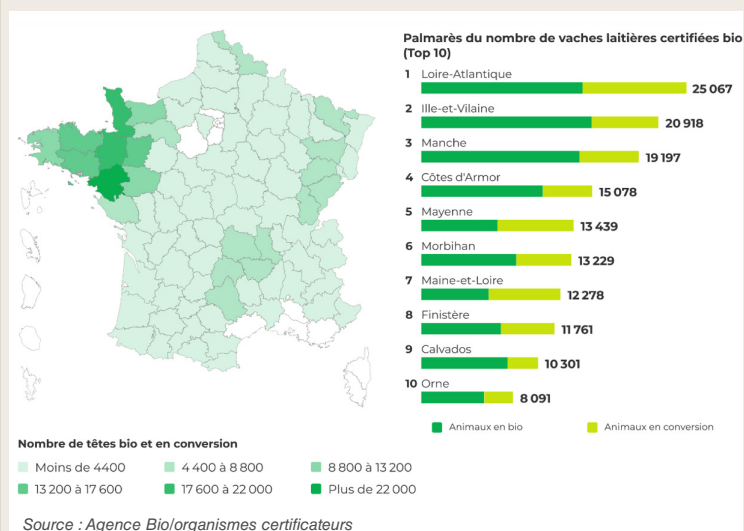 Palmarès du nombre de vaches laitières certifiées bio
(Top 10)
1 Loire-Atlantique
25 067
2 Ille-et-Vilaine
20 918
3 Manche
19 197
4 Côtes d'Armor
15 078
5 Mayenne
13 439
6 Morbihan
13 229
7 Maine-et-Loire
12 278
8 Finistère
11 761
9 Calvados
10 301
10 Orne
8 091
Animaux en bio
Animaux en conversion
Nombre de têtes bio et en conversion
Moins de 4400
4 400 à 8 800
8 800 à 13 200
13 200 à 17 600
17 600 à 22 000
Plus de 22 000
Source : Agence Bio/organismes certificateurs